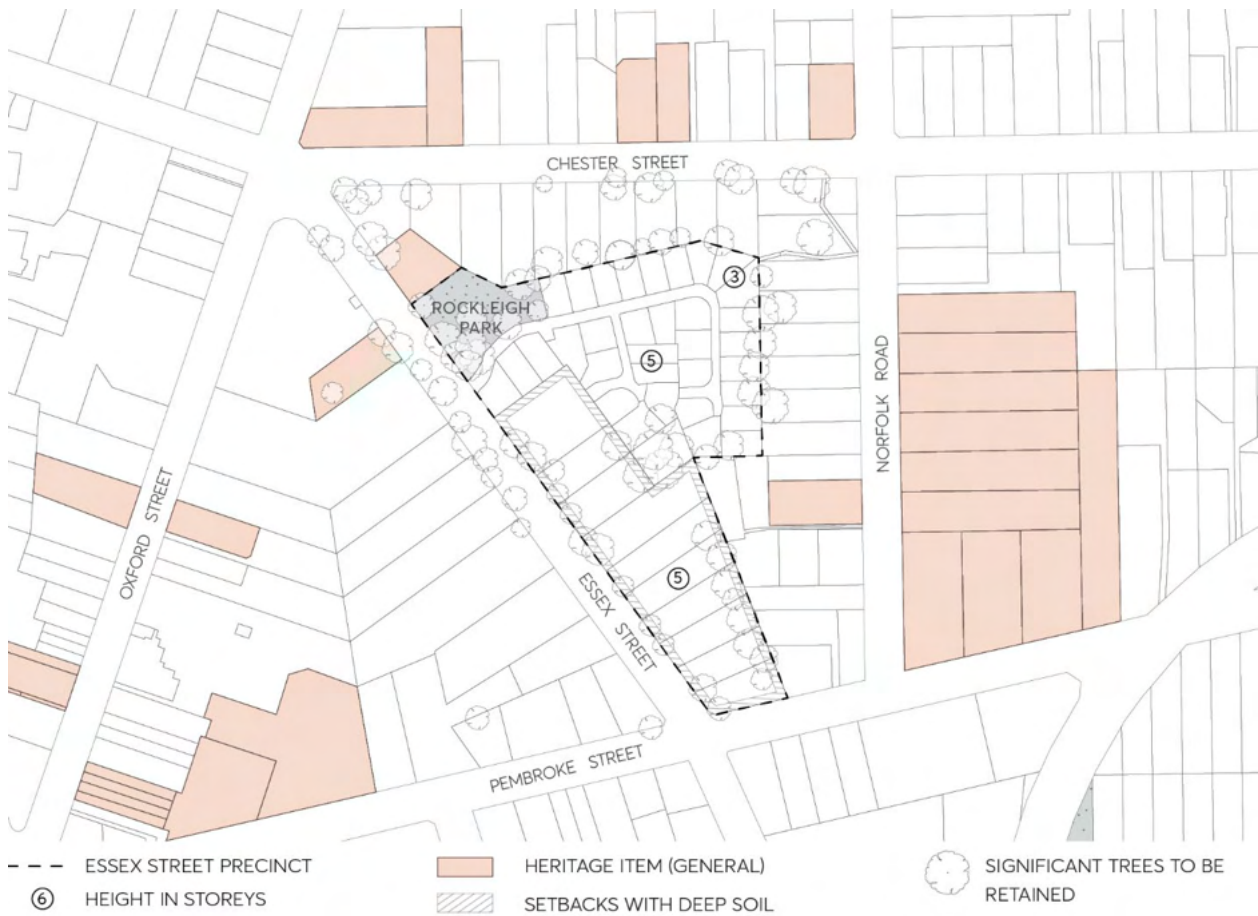 CHESTER STREET
3
ROCKLEIGH
PARK
5
NORFOLK ROAD
OXFORD STREET
5
ESSEX STREET
PEMBROKE STREET
ESSEX STREET PRECINCT
HERITAGE ITEM (GENERAL)
SIGNIFICANT TREES TO BE
RETAINED
6 HEIGHT IN STOREYS
SETBACKS WITH DEEP SOIL